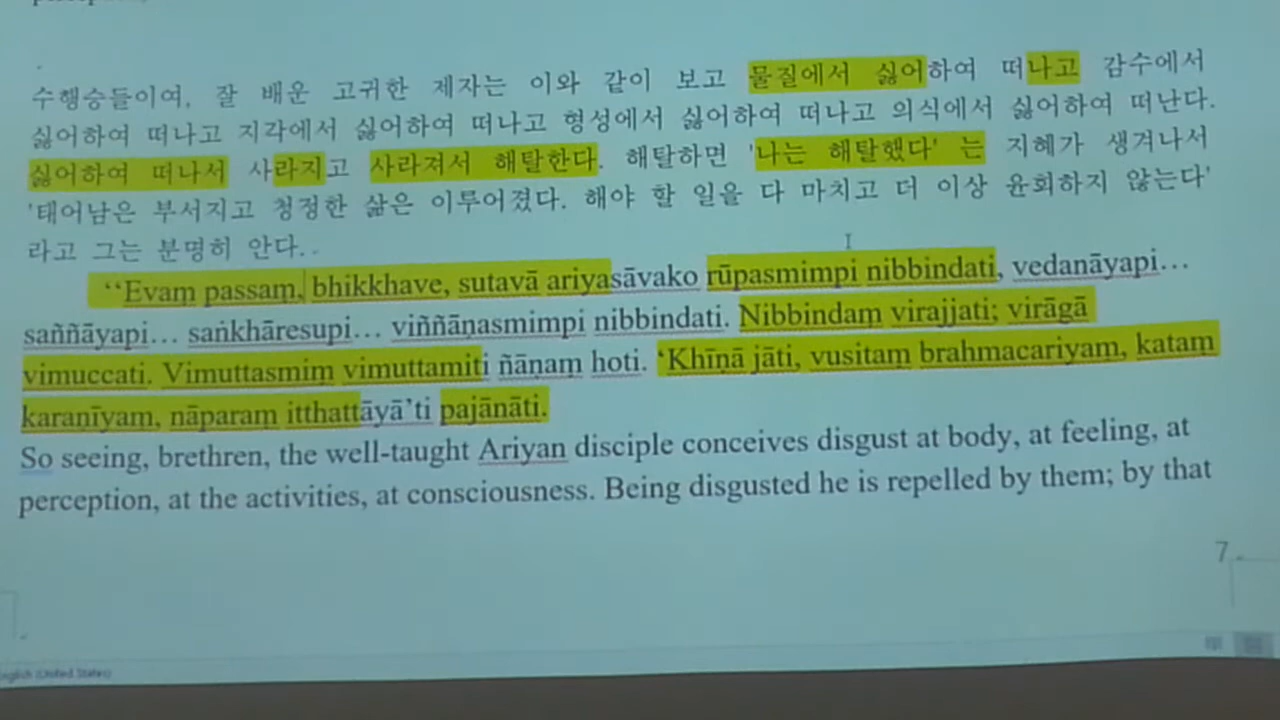 수행승들이여, 잘 배운 고귀한 제자는 이와 같이 보고 물질에서 싫어하여 떠나고 감수에서
싫어하여 떠나고 지각에서 싫어하여 떠나고 형성에서 싫어하여 떠나고 의식에서 싫어하여 떠난다.
싫어하여 떠나서 사라지고 사라져서 해탈한다. 해탈하면 '나는 해탈했다' 는 지혜가 생겨나서
'태어남은 부서지고 청정한 삶은 이루어졌다. 해야 할 일을 다 마치고 더 이상 윤회하지 않는다'
라고 그는 분명히 안다..
“Evaṃ passaṃ, bhikkhave, sutavā ariyasāvako rūpasmimpi nibbindati, vedanāyapi…
saññāyapi… saṅkhāresupi… viññāṇasmimpi nibbindati. Nibbindaṃ virajjati; virāgā
vimuccati. Vimuttasmiṃ vimuttamiti ñāṇaṃ hoti. ‘Khīṇā jāti, vusitaṃ brahmacariyaṃ, kataṃ
karaṇīyaṃ, nāparaṃ itthattāyā’ti pajānāti.
So seeing, brethren, the well-taught Ariyan disciple conceives disgust at body, at feeling, at
perception, at the activities, at consciousness. Being disgusted he is repelled by them; by that
7
English (United States)